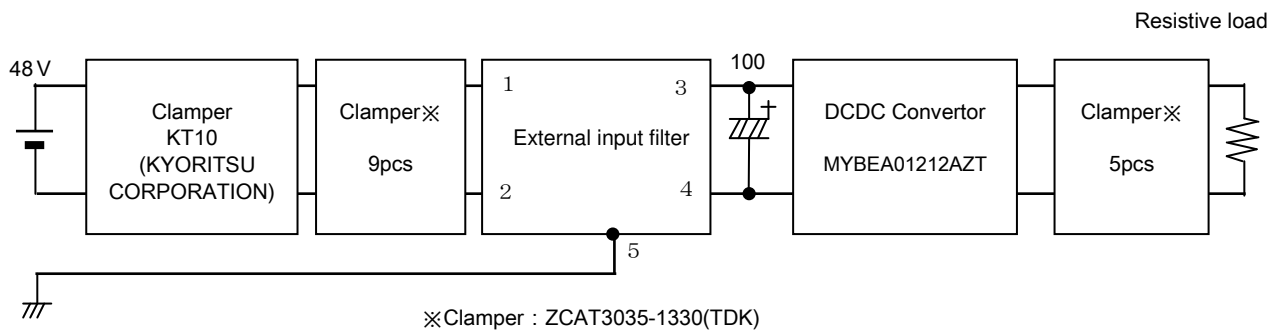 Resistive load
48V
100
Clamper
KT10
(KYORITSU
CORPORATION)
Clamper※
9pcs
1
2
External input filter
3
4
5
DCDC Convertor
MYBEA01212AZT
Clamper※
5pcs
※Clamper : ZCAT3035-1330(TDK)